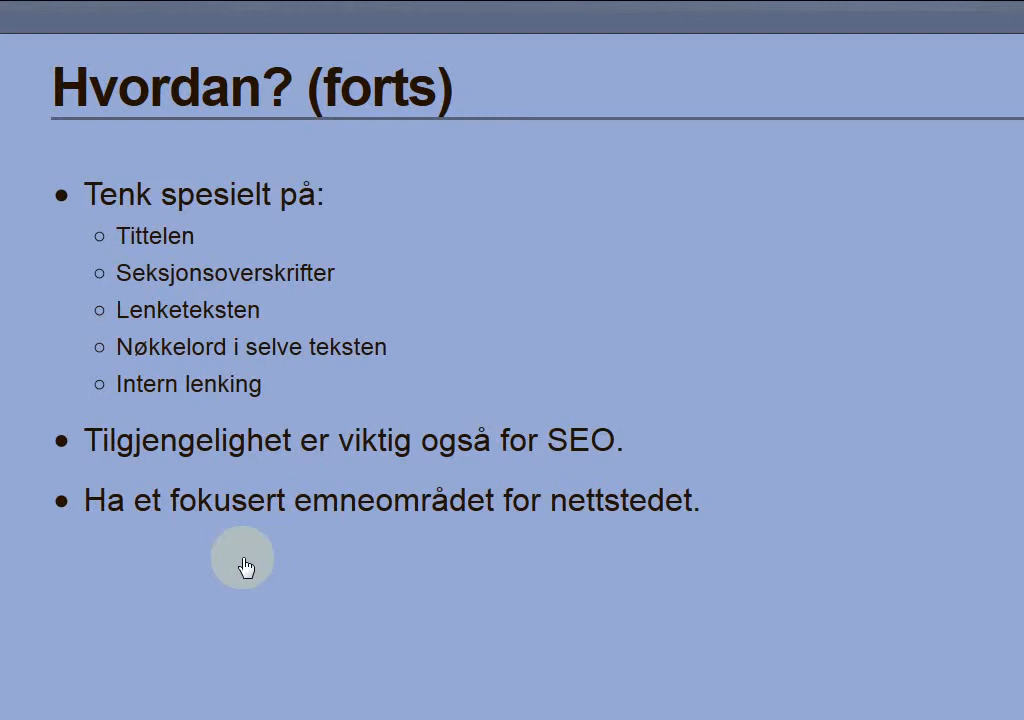 Hvordan? (forts)
Tenk spesielt på:
Tittelen
Seksjonsoverskrifter
Lenketeksten
Nøkkelord i selve teksten
Intern lenking
Tilgjengelighet er viktig også for SEO.
Ha et fokusert emneområdet for nettstedet.